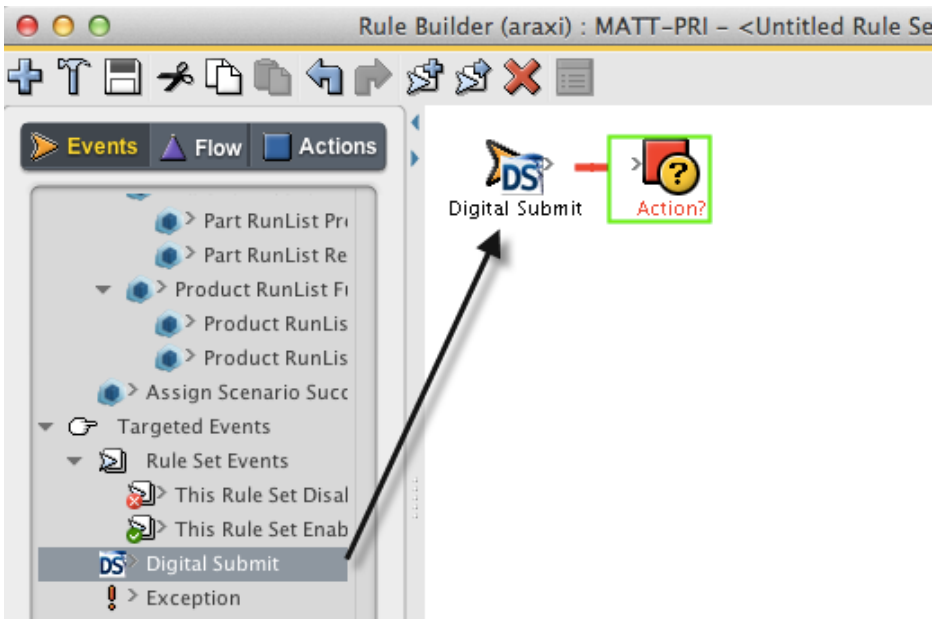 Rule Builder (araxi) : MATT-PRI – <Untitled Rule Se
Events Flow Actions
DS
Digital Submit
?
Action?
Part RunList Pr
Part RunList Re
Product RunList F
Product RunLis
Product RunLis
Assign Scenario Succ
Targeted Events
Rule Set Events
This Rule Set Disal
This Rule Set Enab
DS Digital Submit
Exception